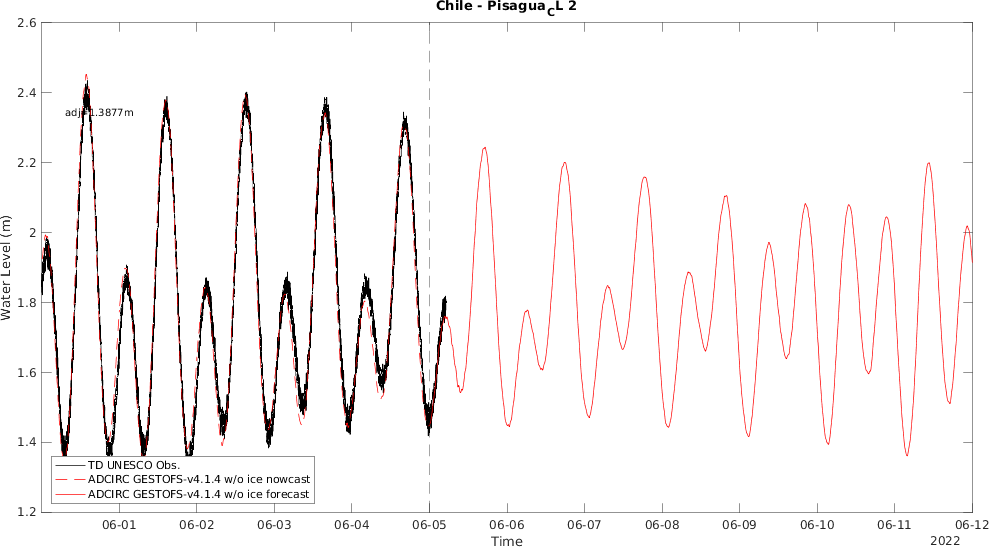 Chile - Pisagua_CL 2
2.6
2.4
adj=1.3877m
2.2
2
1.8
1.6
1.4
1.2
Water Level (m)
TD UNESCO Obs.
ADCIRC GESTOFS-v4.1.4 w/o ice nowcast
ADCIRC GESTOFS-v4.1.4 w/o ice forecast
06-01 06-02 06-03 06-04 06-05 06-06 06-07 06-08 06-09 06-10 06-11 06-12
Time
2022